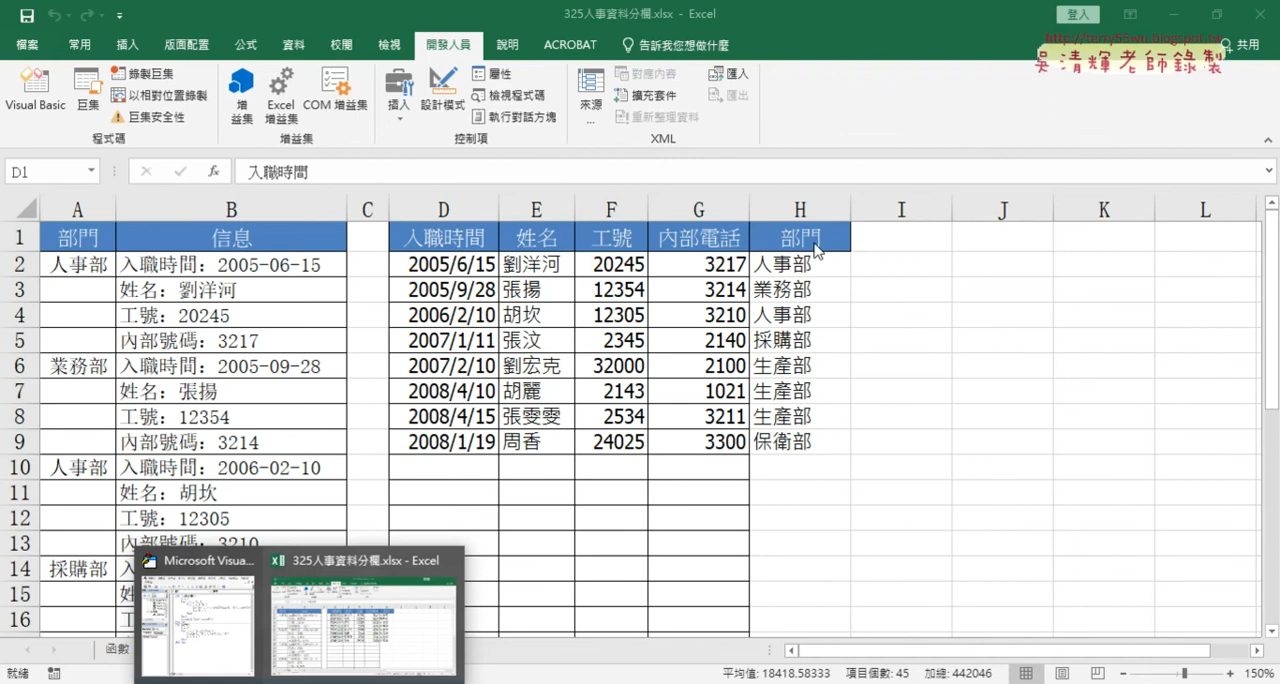 325人事資料分欄.xlsx - Excel
登入
http://terry55wu.blogspot.tw
吳清輝老師錄製
檔案 常用 插入 版面配置 公式 資料 校閱 檢視 開發人員 說明 ACROBAT 告訴我您想做什麼 共用
Visual Basic 巨集 錄製巨集 以相對位置錄製 巨集安全性 程式碼
增益集 Excel 增益集 COM 增益集 增益集
插入 設計模式 屬性 檢視程式碼 執行對話方塊 控制項
來源... 對應內容 擴充套件 重新整理資料 匯入 匯出 XML
D1 fx 入職時間
A B C D E F G H I J K L
1 部門 信息 入職時間 姓名 工號 內部電話 部門
2 人事部 入職時間: 2005-06-15 2005/6/15 劉洋河 20245 3217 人事部
3 姓名: 劉洋河 2005/9/28 張揚 12354 3214 業務部
4 工號: 20245 2006/2/10 胡坎 12305 3210 人事部
5 內部號碼: 3217 2007/1/11 張汶 2345 2140 採購部
6 業務部 入職時間: 2005-09-28 2007/2/10 劉宏克 32000 2100 生產部
7 姓名: 張揚 2008/4/10 胡麗 2143 1021 生產部
8 工號: 12354 2008/4/15 張雯雯 2534 3211 生產部
9 內部號碼: 3214 2008/1/19 周香 24025 3300 保衛部
10 人事部 入職時間: 2006-02-10
11 姓名: 胡坎
12 工號: 12305
13 內部號碼: 3210
14 採購部
15
16
Microsoft Visua... 325人事資料分欄.xlsx - Excel
函數
就緒 平均值: 18418.58333 項目個數: 45 加總: 442046 150%